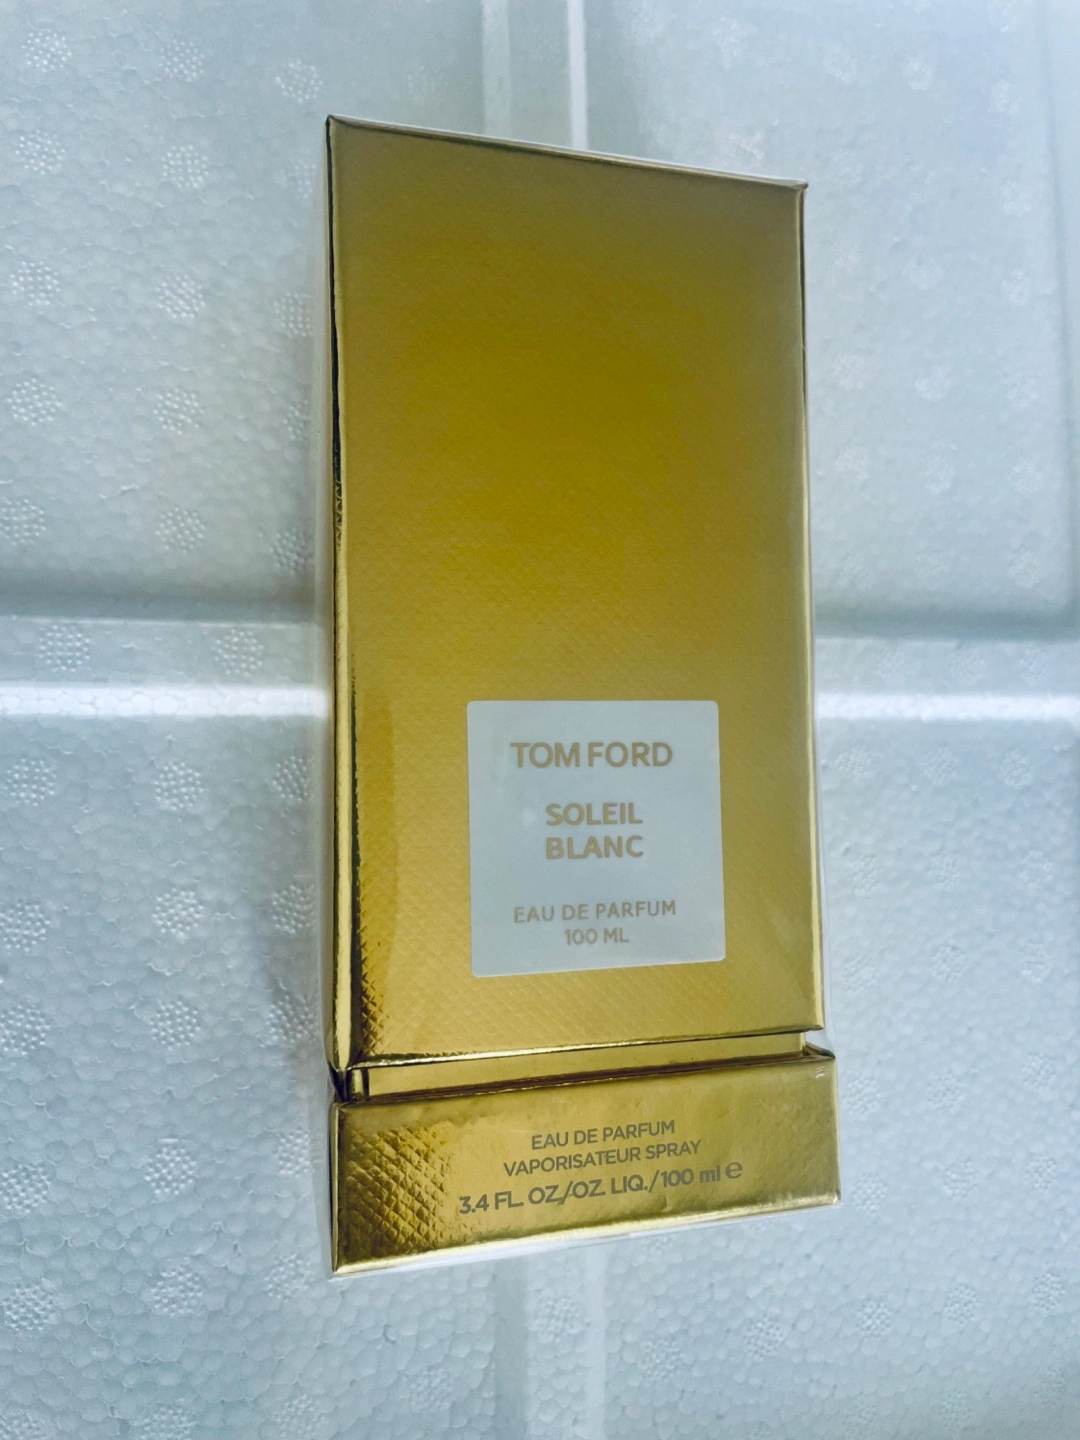 TOM FORD
SOLEIL
BLANC
EAU DE PARFUM
100 ML
EAU DE PARFUM
VAPORISATEUR SPRAY
3.4 FL. OZ./OZ. LIQ./100 ml ℮